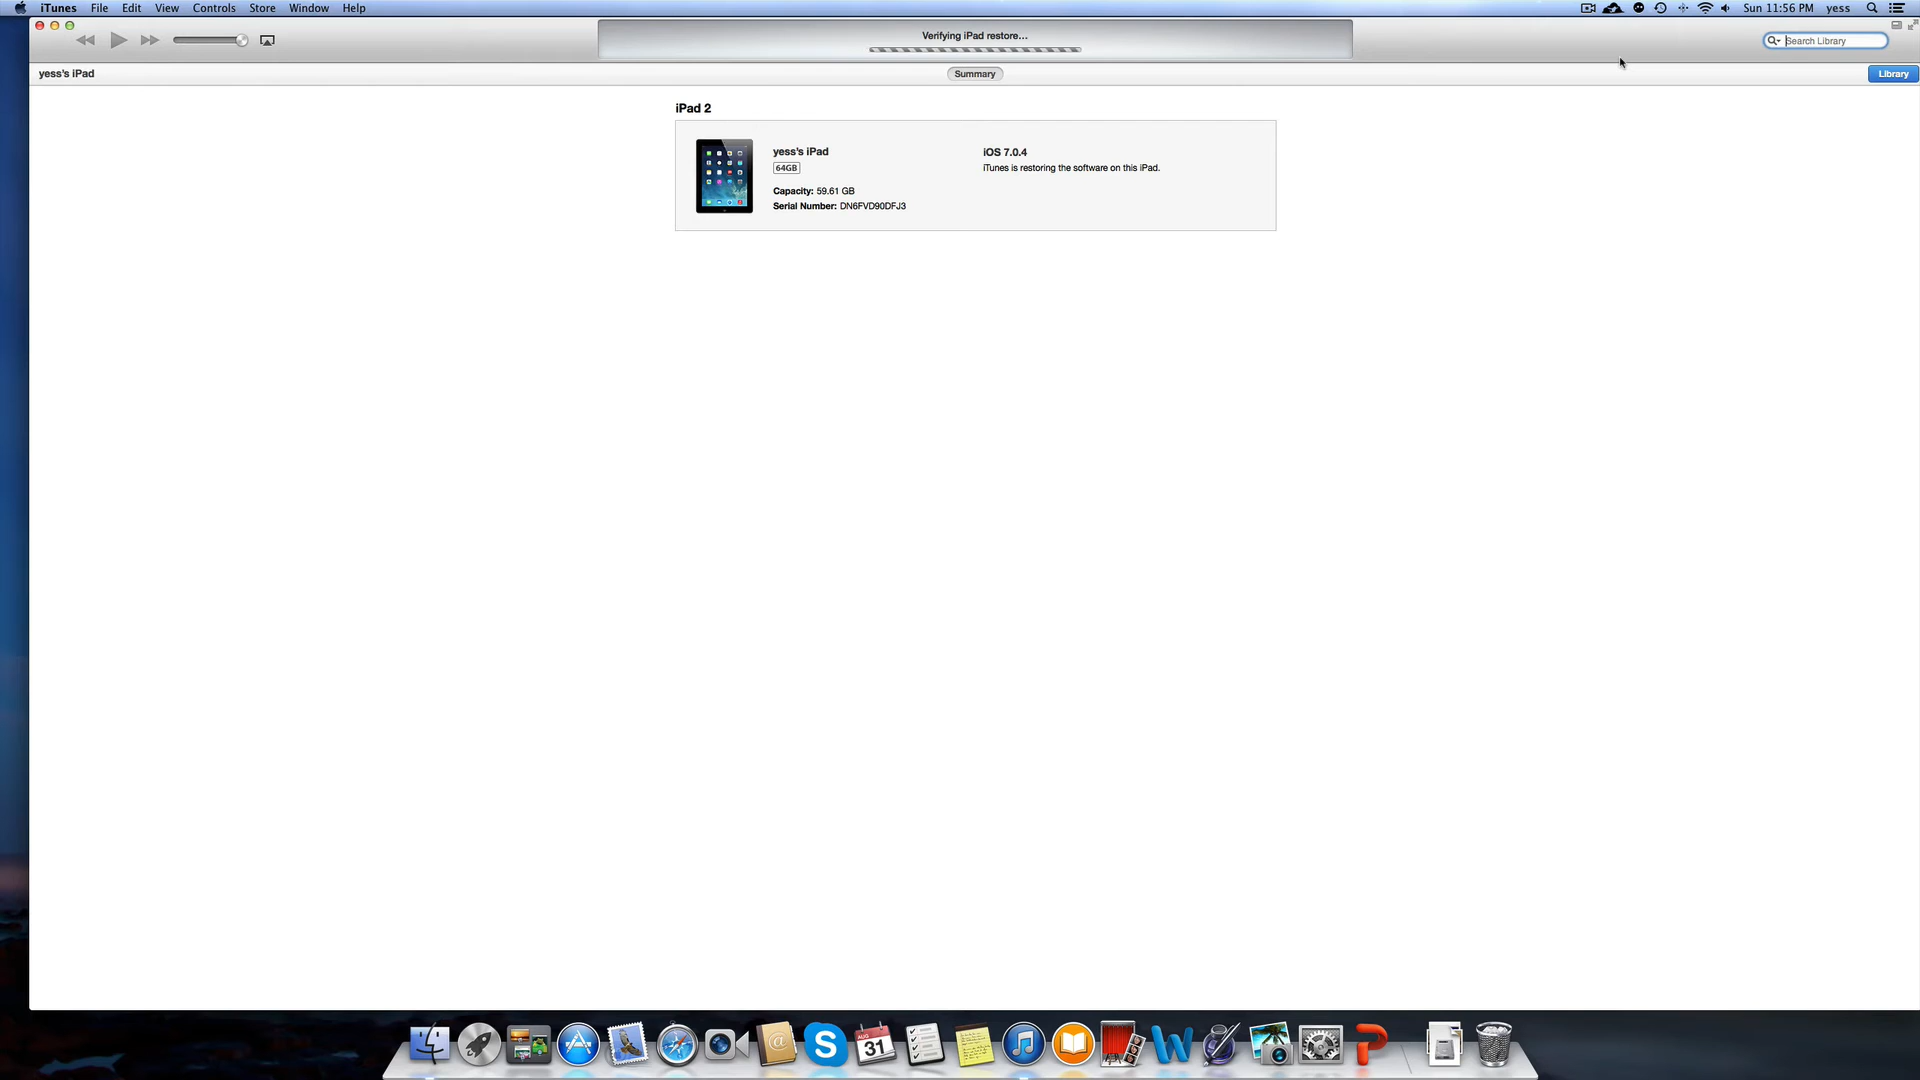 iTunes File Edit View Controls Store Window Help Sun 11:56 PM yess
Verifying iPad restore...
Search Library
yess's iPad Summary Library
iPad 2
yess's iPad iOS 7.0.4
64GB iTunes is restoring the software on this iPad.
Capacity: 59.61 GB
Serial Number: DN6FVD90DFJ3
AUG
31